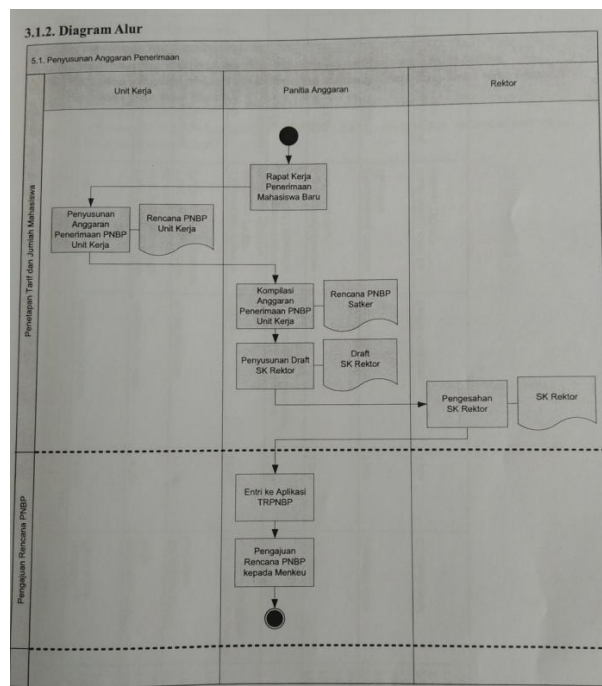 3.1.2. Diagram Alur
5.1. Penyusunan Anggaran Penerimaan
Unit Kerja
Panitia Anggaran
Rektor
Penetapan Tarif dan Jumlah Mahasiswa
Rapat Kerja
Penerimaan
Mahasiswa Baru
Penyusunan
Anggaran
Penerimaan PNBP
Unit Kerja
Rencana PNBP
Unit Kerja
Kompilasi
Anggaran
Penerimaan PNBP
Unit Kerja
Rencana PNBP
Satker
Penyusunan Draft
SK Rektor
Draft
SK Rektor
Pengesahan
SK Rektor
SK Rektor
Pengajuan Rencana PNBP
Entri ke Aplikasi
TRPNBP
Pengajuan
Rencana PNBP
kepada Menkeu